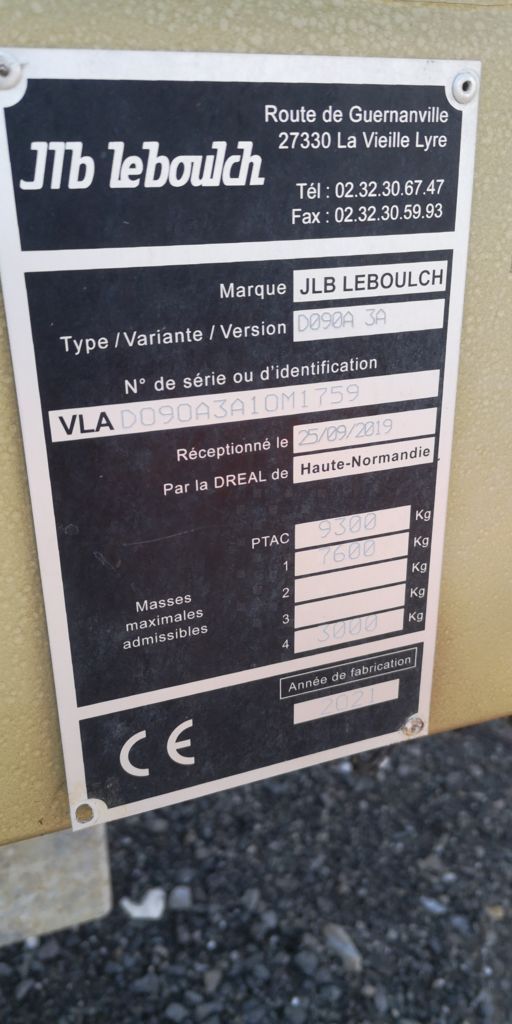 Jlb leboulch
Route de Guernanville
27330 La Vieille Lyre
Tél : 02.32.30.67.47
Fax : 02.32.30.59.93
Marque JLB LEBOULCH
Type / Variante / Version D090A 3A
N° de série ou d'identification
VLA D090A3A10M1759
Réceptionné le 25/09/2019
Par la DREAL de Haute-Normandie
PTAC 9300 Kg
1 7600 Kg
Masses maximales admissibles
2 Kg
3 Kg
4 3000
Année de fabrication
2021
CE